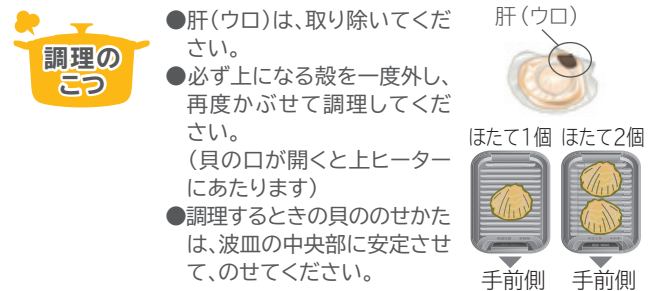 調理の
こつ
●肝(ウロ)は、取り除いてくだ
さい。
●必ず上になる殻を一度外し、
再度かぶせて調理してくだ
さい。
(貝の口が開くと上ヒーター
にあたります)
●調理するときの貝ののせかた
は、波皿の中央部に安定させ
て、のせてください。
肝(ウロ)
ほたて1個 ほたて2個
手前側 手前側